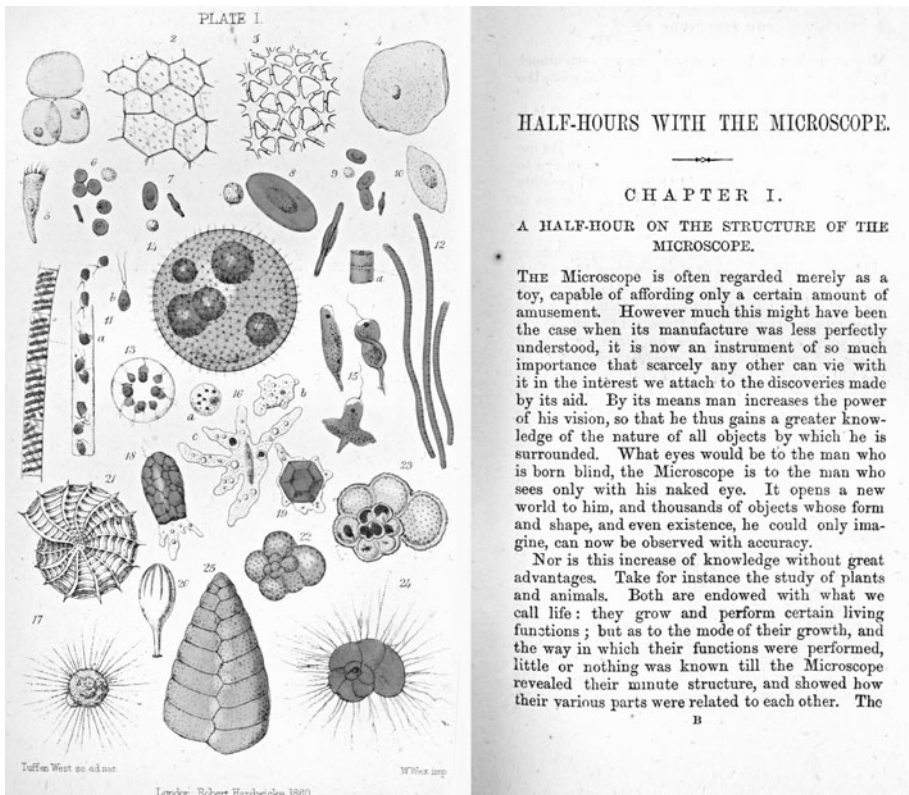 PLATE I.
2
3
4
5
6
7
8
9
10
14
12
a
b
11
a
13
15
a
16
b
c
18
19
23
21
22
20
25
24
17
Tuffen West sc. ad nat.
W West imp.
London Robert Hardwicke 1860
HALF-HOURS WITH THE MICROSCOPE.
CHAPTER I.
A HALF-HOUR ON THE STRUCTURE OF THE
MICROSCOPE.
THE Microscope is often regarded merely as a
toy, capable of affording only a certain amount of
amusement. However much this might have been
the case when its manufacture was less perfectly
understood, it is now an instrument of so much
importance that scarcely any other can vie with
it in the interest we attach to the discoveries made
by its aid. By its means man increases the power
of his vision, so that he thus gains a greater know-
ledge of the nature of all objects by which he is
surrounded. What eyes would be to the man who
is born blind, the Microscope is to the man who
sees only with his naked eye. It opens a new
world to him, and thousands of objects whose form
and shape, and even existence, he could only ima-
gine, can now be observed with accuracy.
Nor is this increase of knowledge without great
advantages. Take for instance the study of plants
and animals. Both are endowed with what we
call life: they grow and perform certain living
functions; but as to the mode of their growth, and
the way in which their functions were performed,
little or nothing was known till the Microscope
revealed their minute structure, and showed how
their various parts were related to each other. The
B